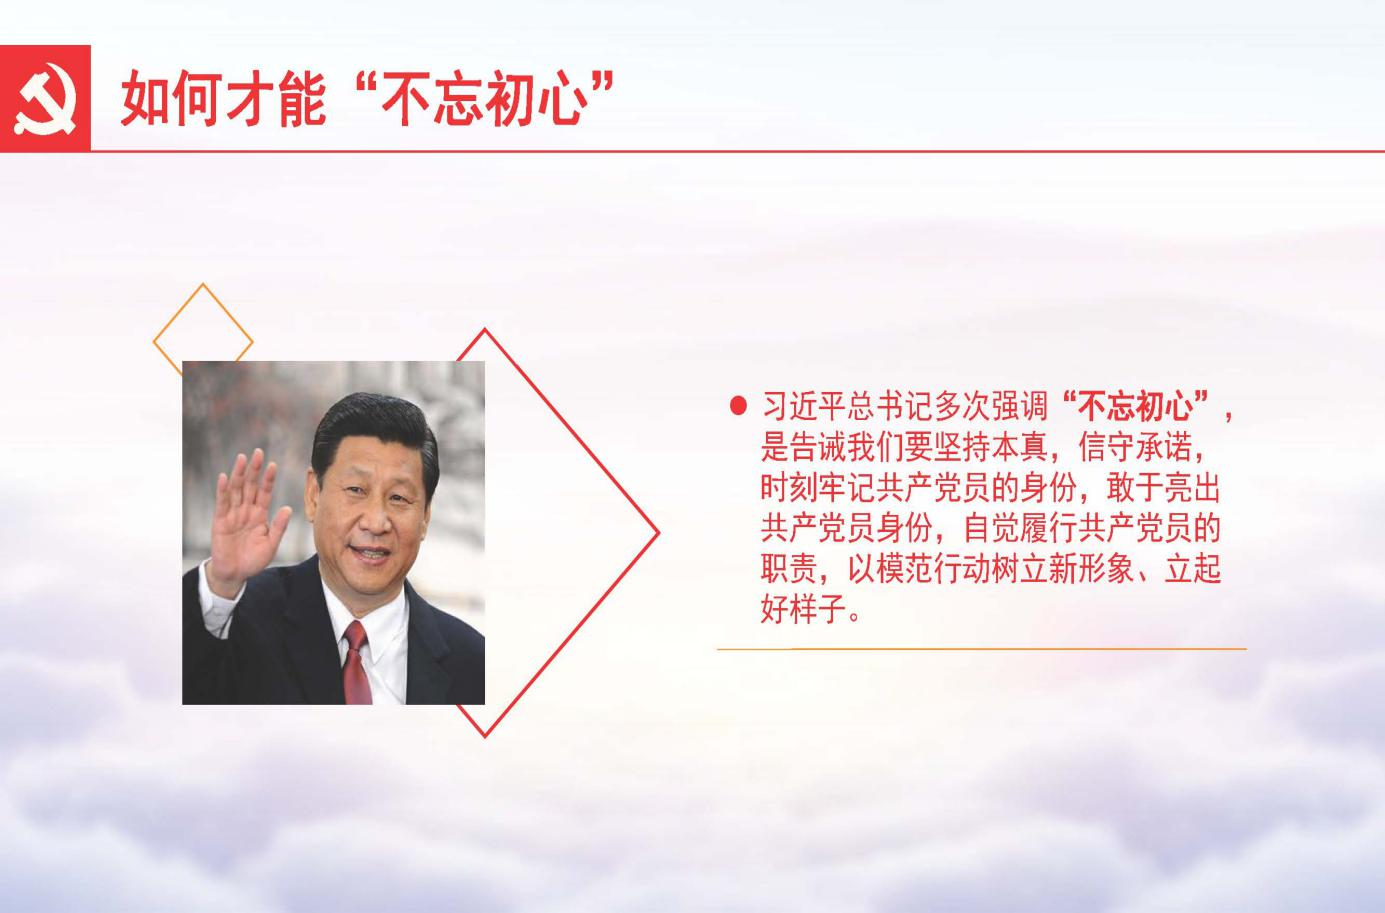 如何才能“不忘初心”
习近平总书记多次强调“不忘初心”，
是告诫我们要坚持本真，信守承诺，
时刻牢记共产党员的身份，敢于亮出
共产党员身份，自觉履行共产党员的
职责，以模范行动树立新形象、立起
好样子。